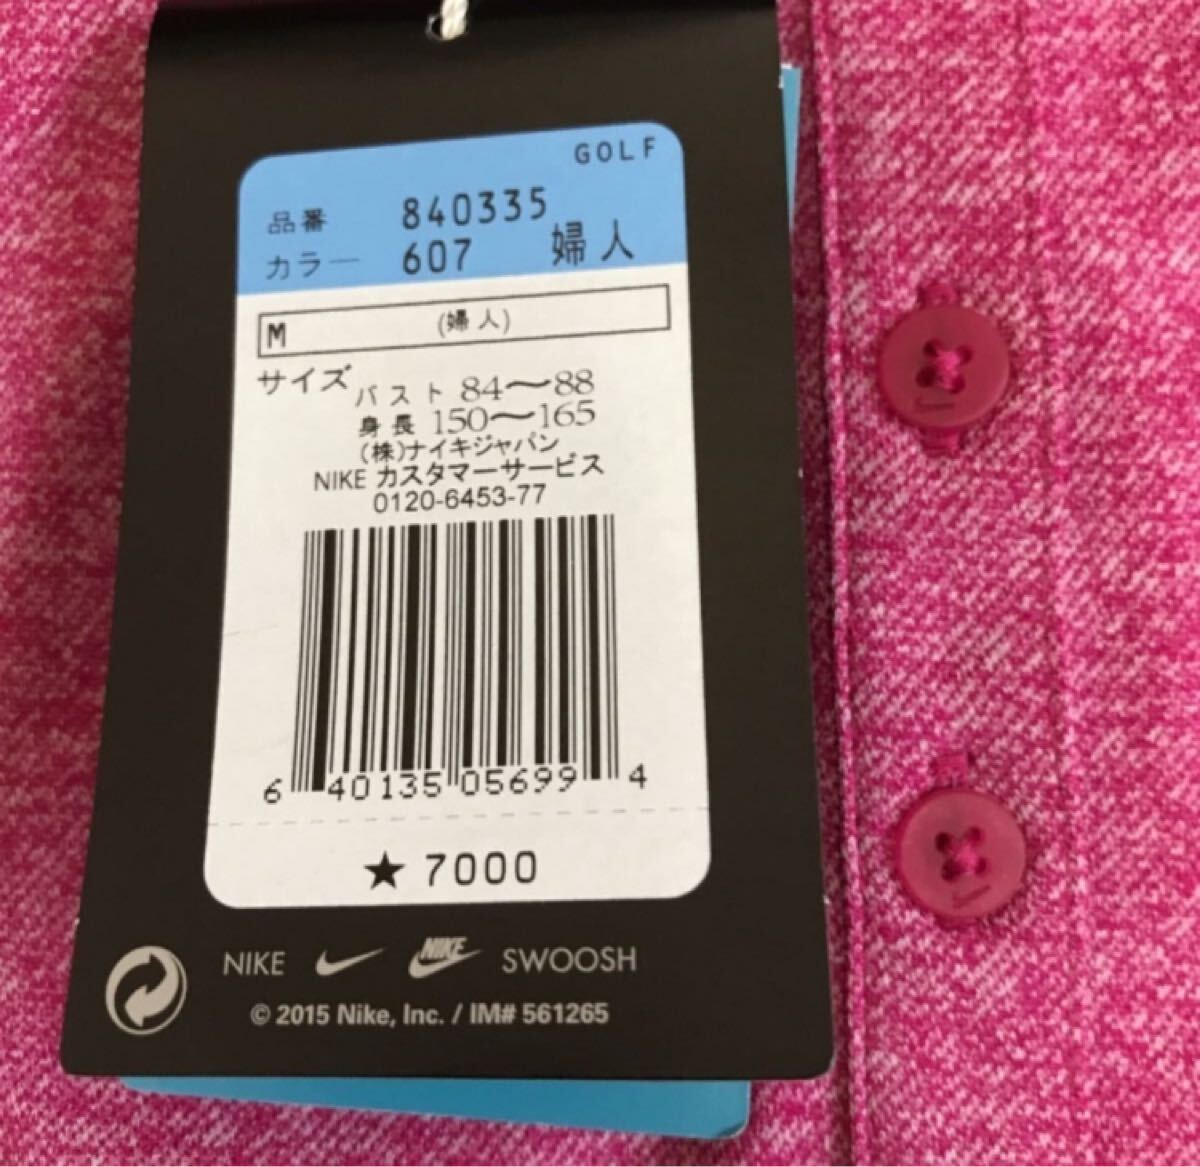 GOLF
品番 840335
カラー 607 婦人
M (婦人)
サイズ バスト 84〜88
身長 150〜165
(株)ナイキジャパン
NIKE カスタマーサービス
0120-6453-77
6 40135 05699 4
★ 7000
NIKE NIKE SWOOSH
© 2015 Nike, Inc. / IM# 561265